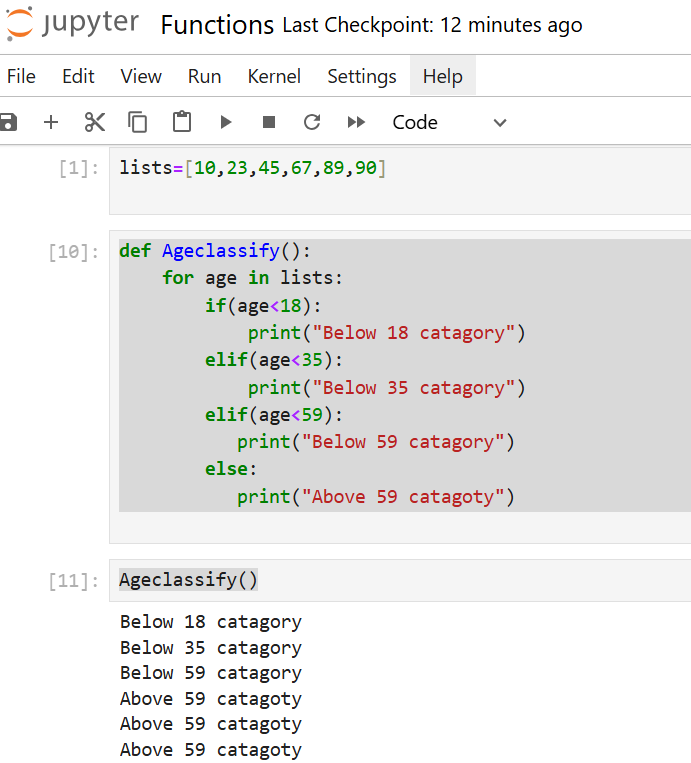 jupyter Functions Last Checkpoint: 12 minutes ago
File Edit View Run Kernel Settings Help
Code
[1]: lists=[10,23,45,67,89,90]
[10]: def Ageclassify():
    for age in lists:
        if(age<18):
            print("Below 18 catagory")
        elif(age<35):
            print("Below 35 catagory")
        elif(age<59):
           print("Below 59 catagory")
        else:
           print("Above 59 catagoty")
[11]: Ageclassify()
Below 18 catagory
Below 35 catagory
Below 59 catagory
Above 59 catagoty
Above 59 catagoty
Above 59 catagoty